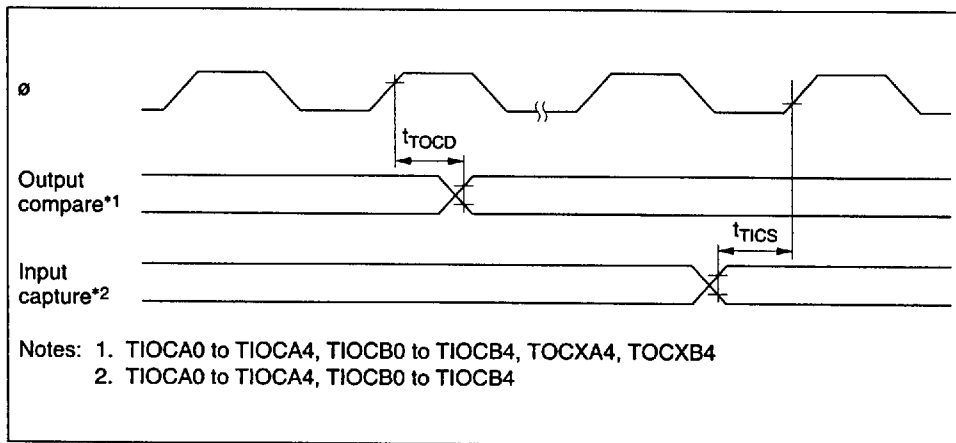 ø
tTOCD
Output
compare*1
tTICS
Input
capture*2
Notes: 1. TIOCA0 to TIOCA4, TIOCB0 to TIOCB4, TOCXA4, TOCXB4
2. TIOCA0 to TIOCA4, TIOCB0 to TIOCB4